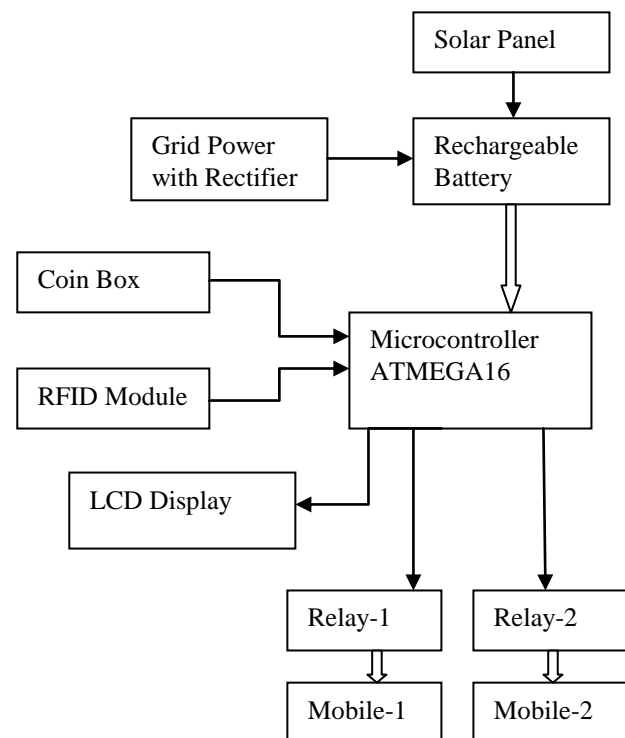 Solar Panel
Grid Power
with Rectifier
Rechargeable
Battery
Coin Box
Microcontroller
ATMEGA16
RFID Module
LCD Display
Relay-1
Relay-2
Mobile-1
Mobile-2